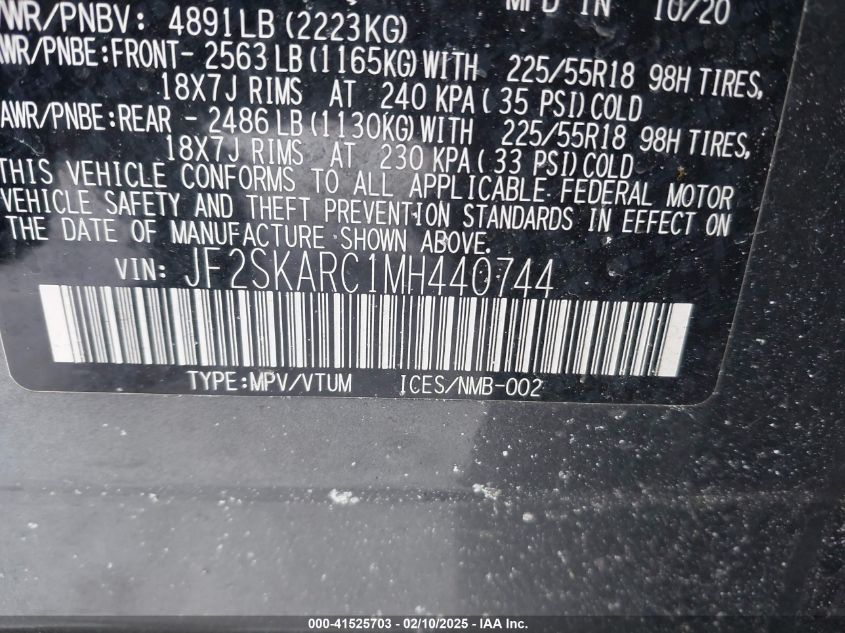 MFD IN 10/20
WR/PNBV: 4891LB (2223KG)
AWR/PNBE:FRONT- 2563 LB (1165KG) WITH 225/55R18 98H TIRES,
18X7J RIMS AT 240 KPA ( 35 PSI) COLD
AWR/PNBE:REAR - 2486 LB (1130KG) WITH 225/55R18 98H TIRES,
18X7J RIMS AT 230 KPA ( 33 PSI) COLD
THIS VEHICLE CONFORMS TO ALL APPLICABLE FEDERAL MOTOR
VEHICLE SAFETY AND THEFT PREVENTION STANDARDS IN EFFECT ON
THE DATE OF MANUFACTURE SHOWN ABOVE.
VIN: JF2SKARC1MH440744
TYPE:MPV/VTUM ICES/NMB-002
000-41525703 - 02/10/2025 - IAA Inc.